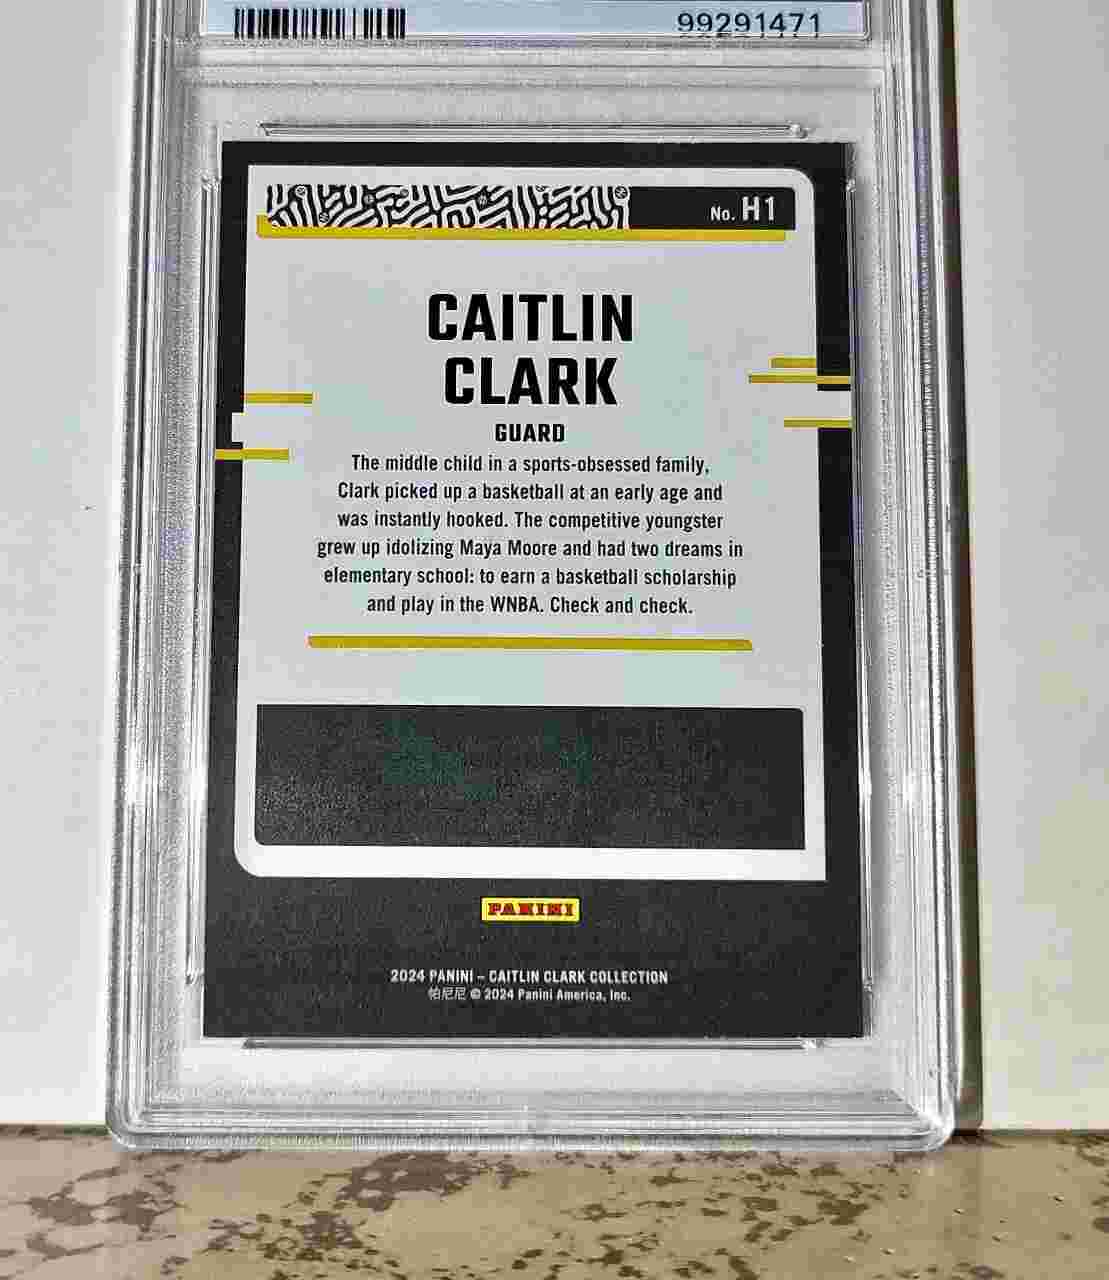 99291471
No. H1
CAITLIN
CLARK
GUARD
The middle child in a sports-obsessed family,
Clark picked up a basketball at an early age and
was instantly hooked. The competitive youngster
grew up idolizing Maya Moore and had two dreams in
elementary school: to earn a basketball scholarship
and play in the WNBA. Check and check.
PANINI
2024 PANINI – CAITLIN CLARK COLLECTION
帕尼尼 © 2024 Panini America, Inc.